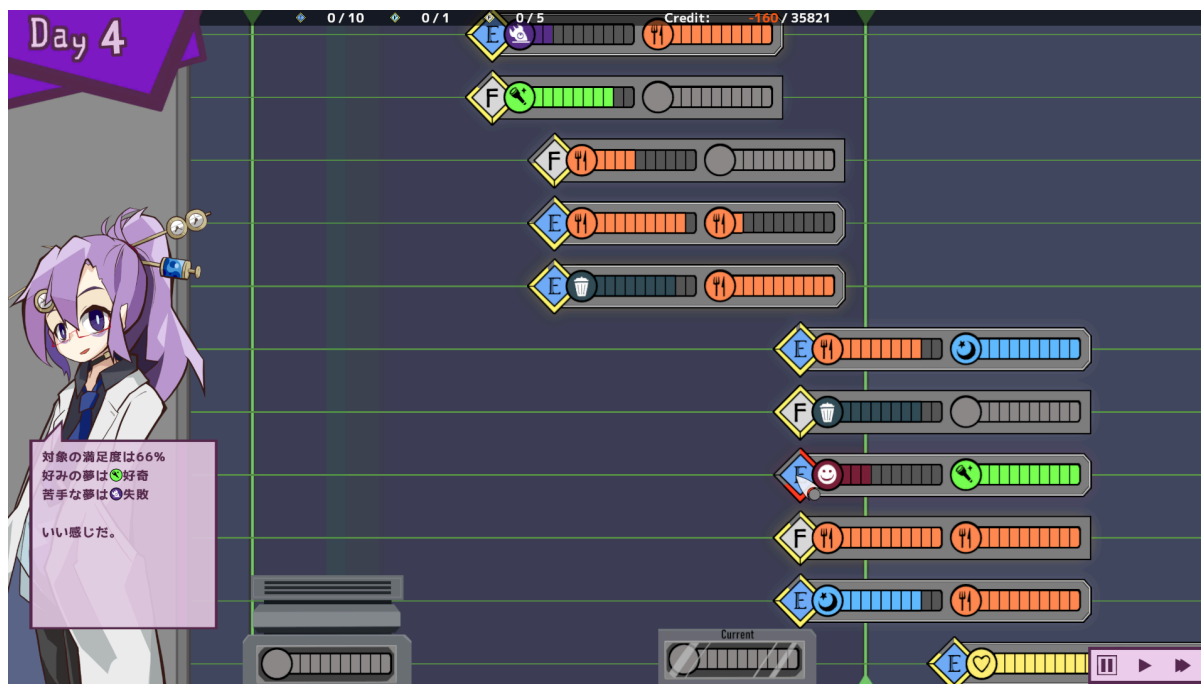 Day 4
0/10 0/1 0/5 Credit: -160/35821
E
F
F
E
E
E
F
E
F
E
E
対象の満足度は66%
好みの夢は好奇
苦手な夢は失敗
いい感じだ。
Current